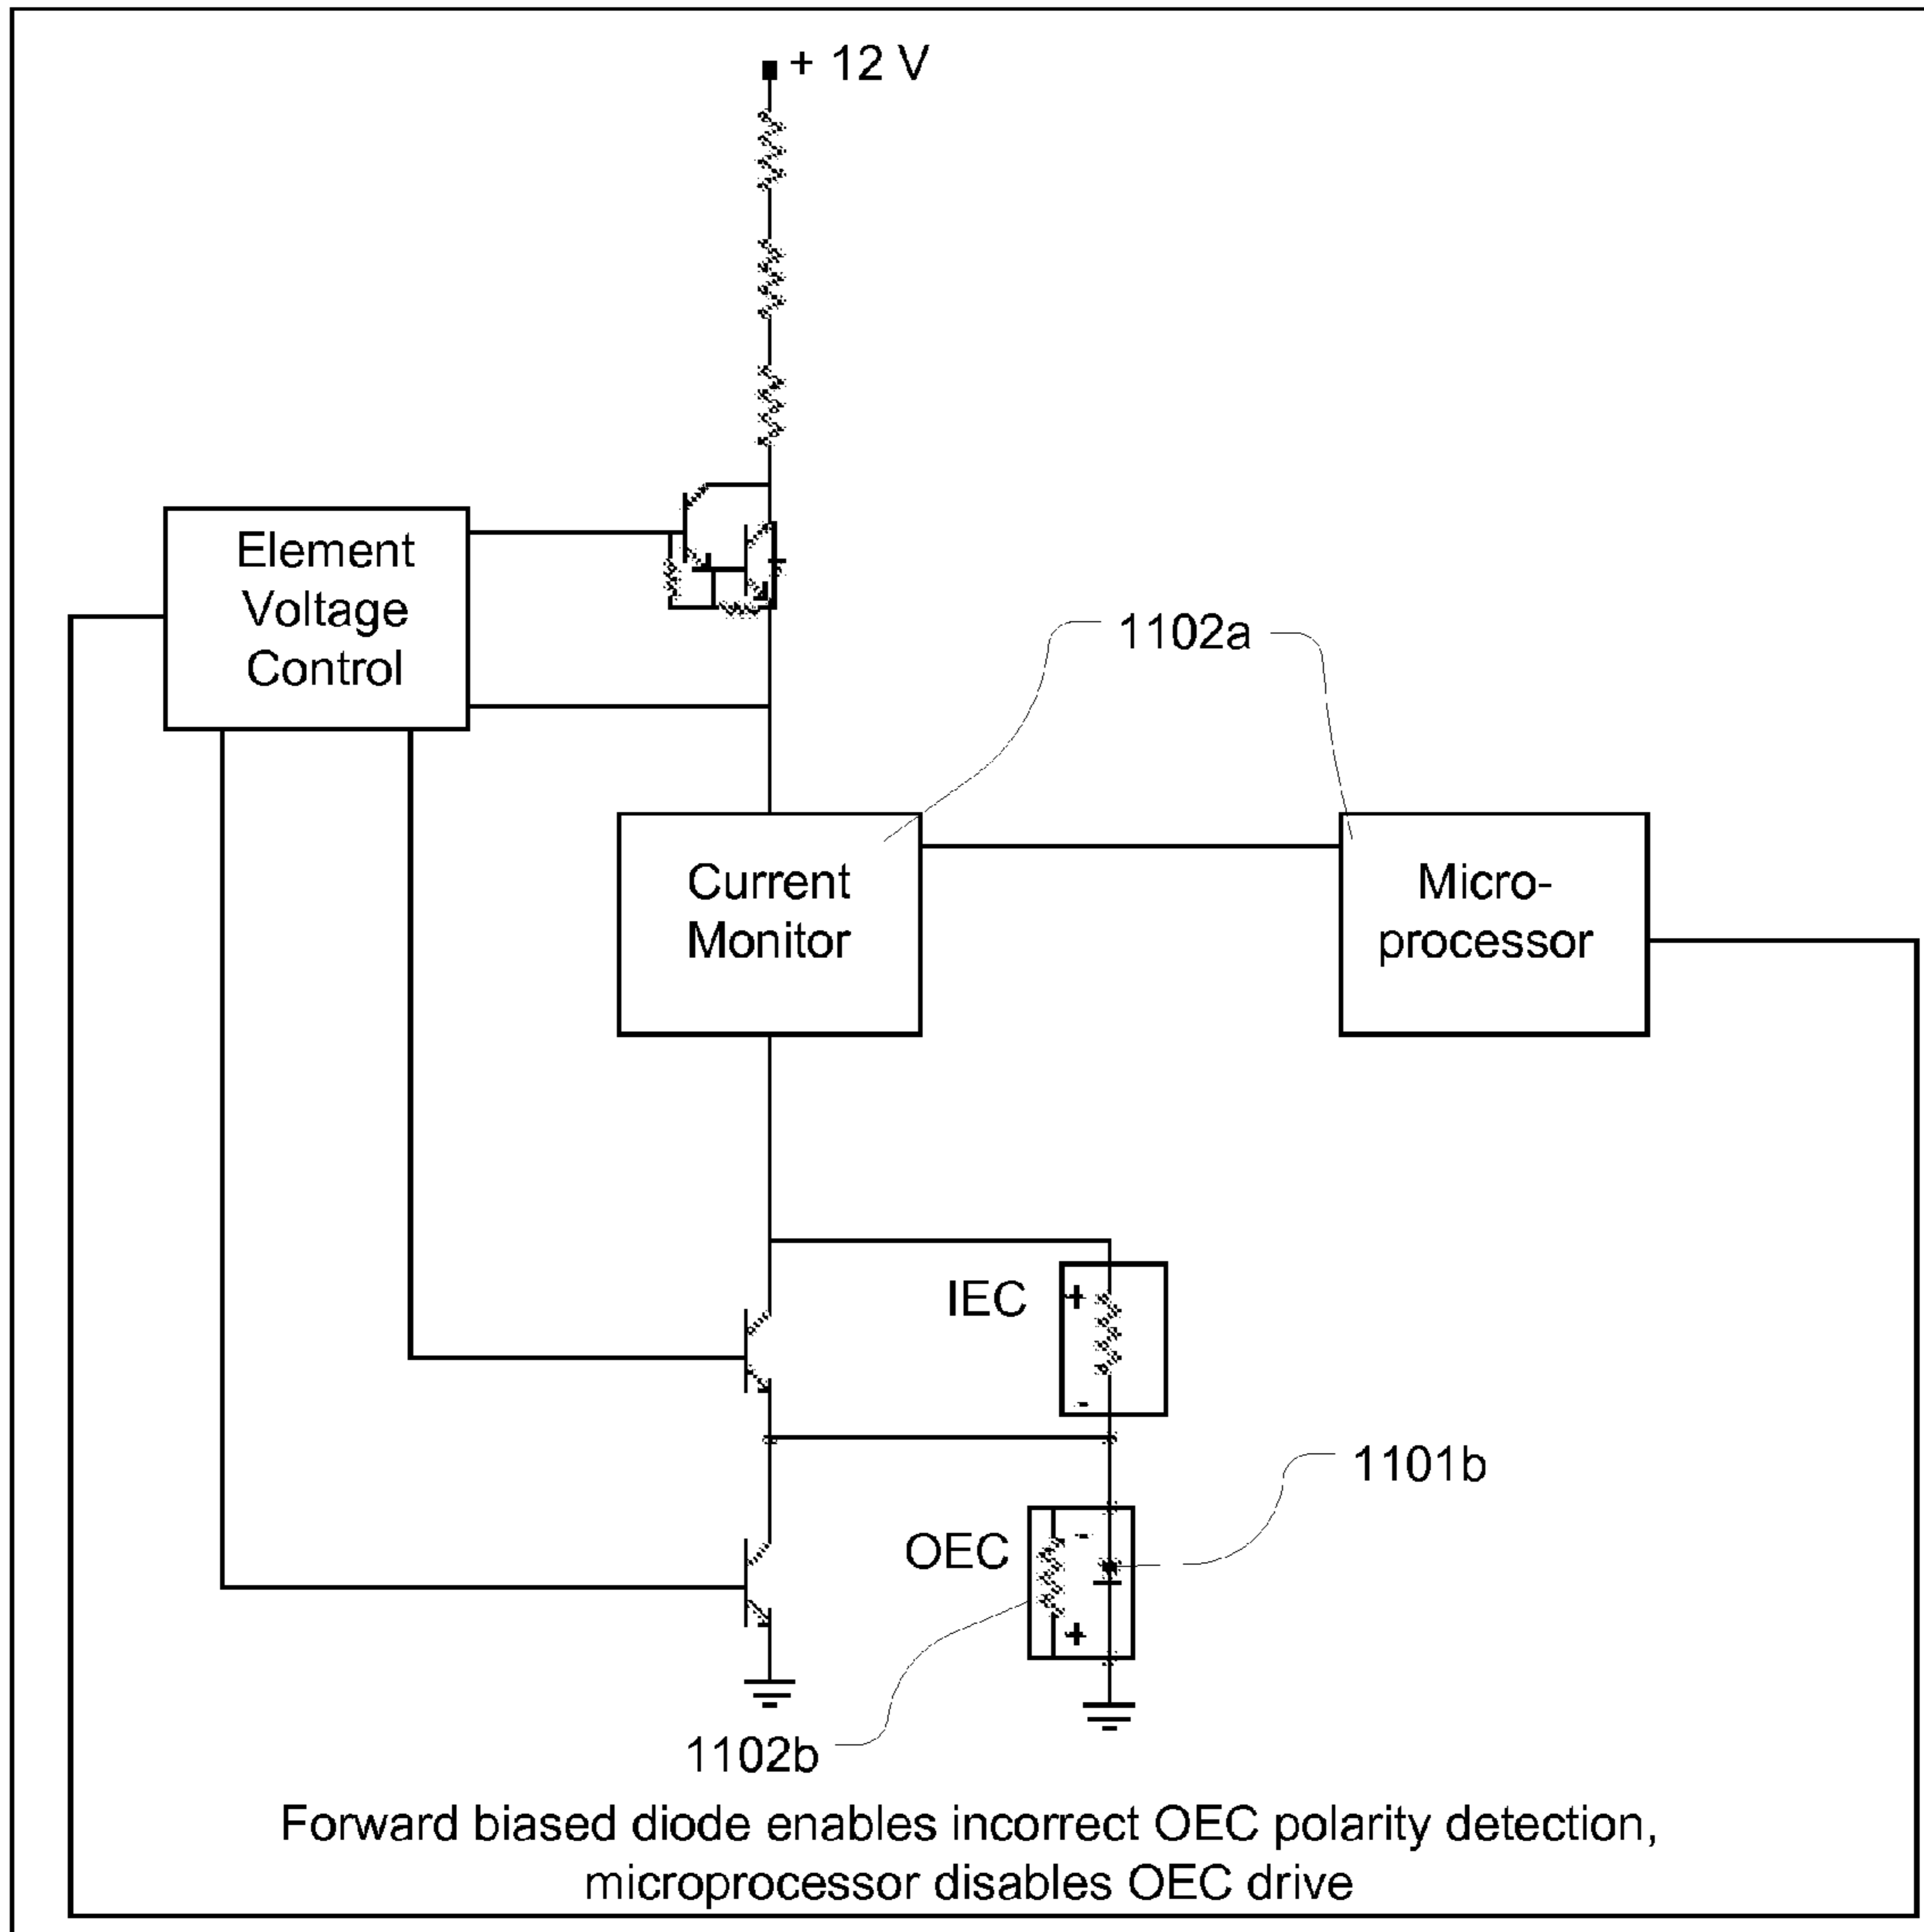 + 12 V
Element
Voltage
Control
1102a
Current
Monitor
Micro-
processor
IEC
+
-
1101b
OEC
-
+
1102b
Forward biased diode enables incorrect OEC polarity detection,
microprocessor disables OEC drive